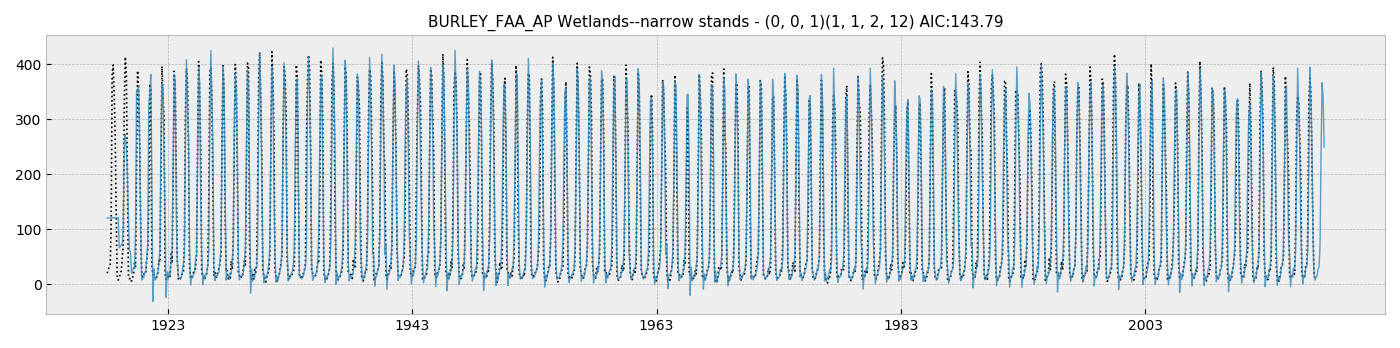 BURLEY_FAA_AP Wetlands--narrow stands - (0, 0, 1)(1, 1, 2, 12) AIC:143.79
400
300
200
100
0
1923 1943 1963 1983 2003